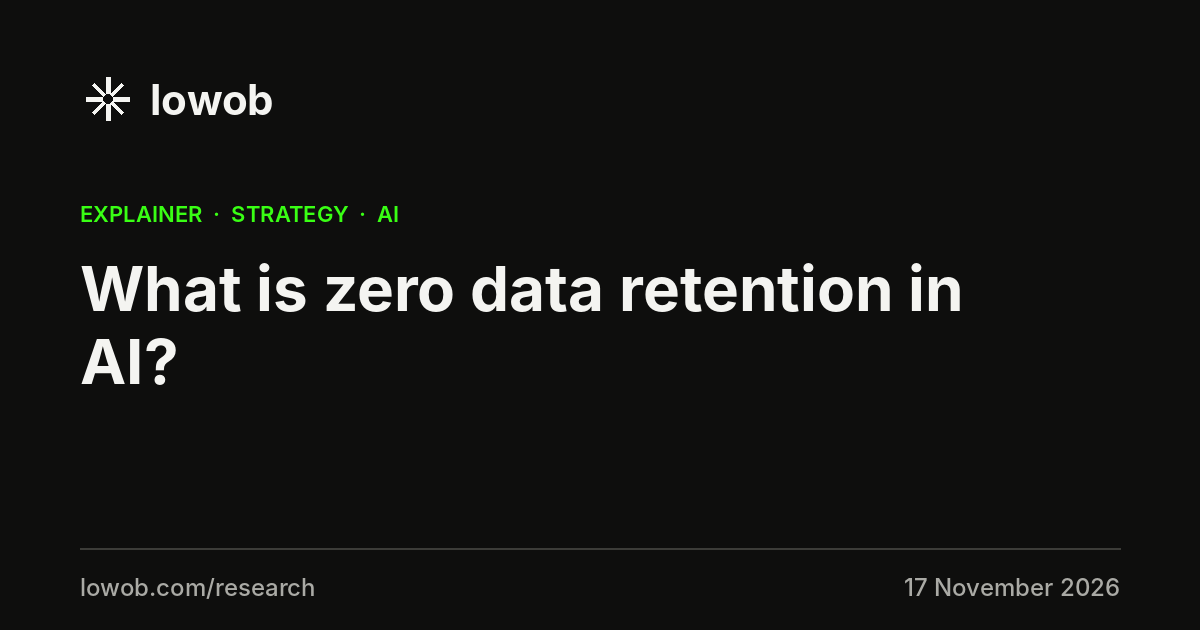 lowob
EXPLAINER · STRATEGY · AI
What is zero data retention in
AI?
lowob.com/research
17 November 2026